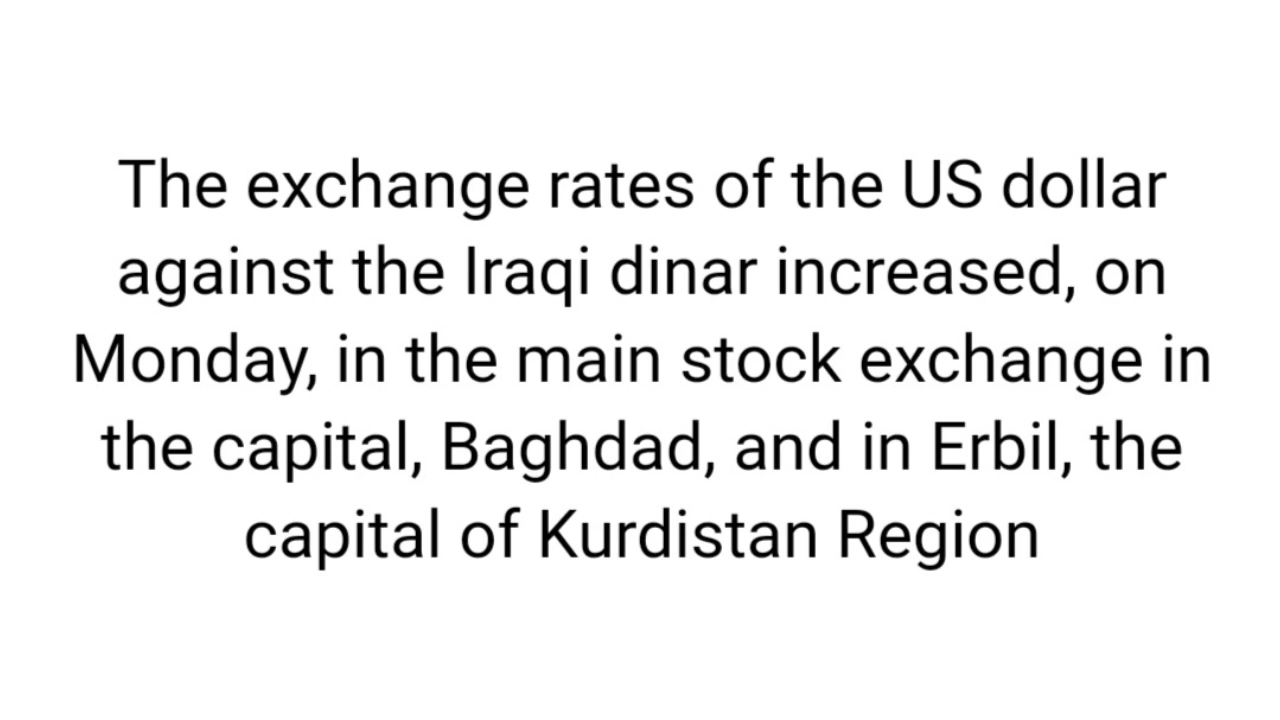 The exchange rates of the US dollar
against the Iraqi dinar increased, on
Monday, in the main stock exchange in
the capital, Baghdad, and in Erbil, the
capital of Kurdistan Region